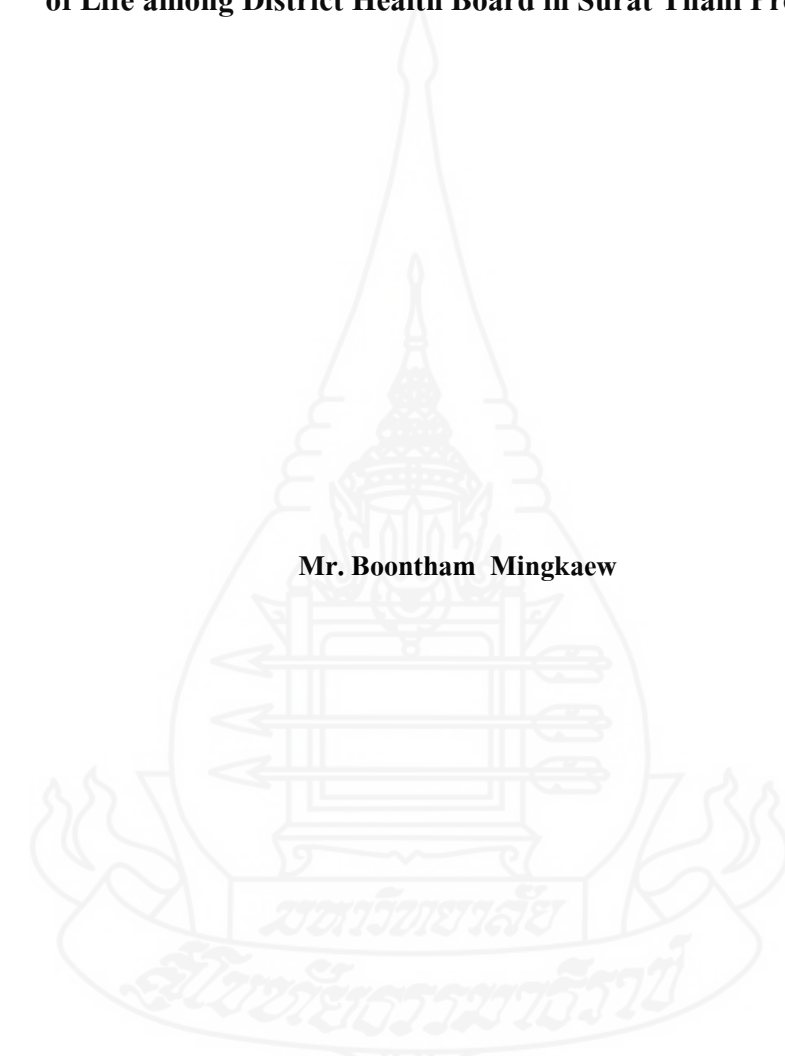 of Life among District Health Board in Surat Thani Pro
Mr. Boontham Mingkaew
มหาวิทยาลัย
สุโขทัยธรรมาธิราช